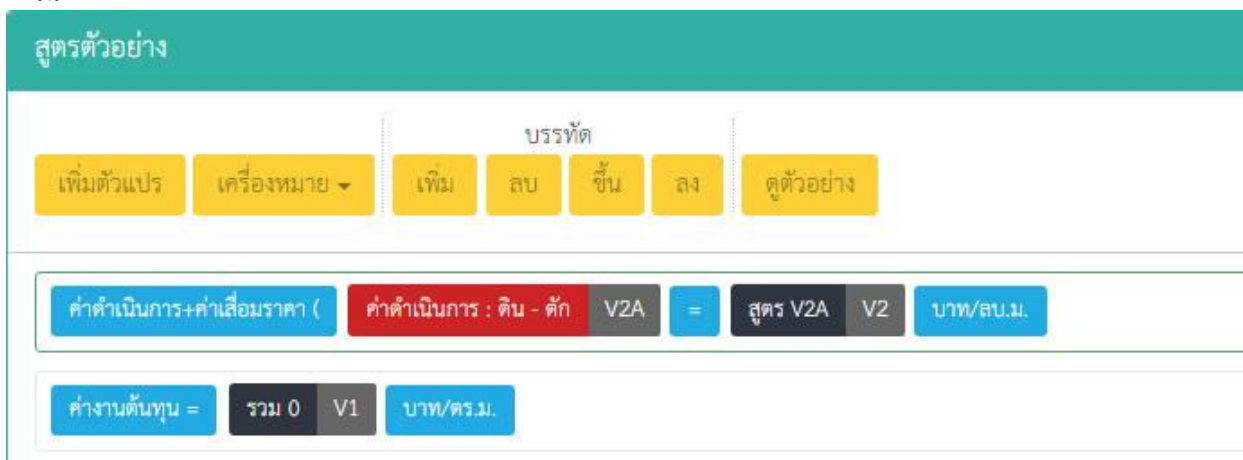 สูตรตัวอย่าง
บรรทัด
เพิ่มตัวแปร เครื่องหมาย เพิ่ม ลบ ขึ้น ลง ดูตัวอย่าง
ค่าดำเนินการ+ค่าเสื่อมราคา ( ค่าดำเนินการ : ดิน - ตัก V2A = สูตร V2A V2 บาท/ลบ.ม.
ค่างานต้นทุน = รวม 0 V1 บาท/ตร.ม.